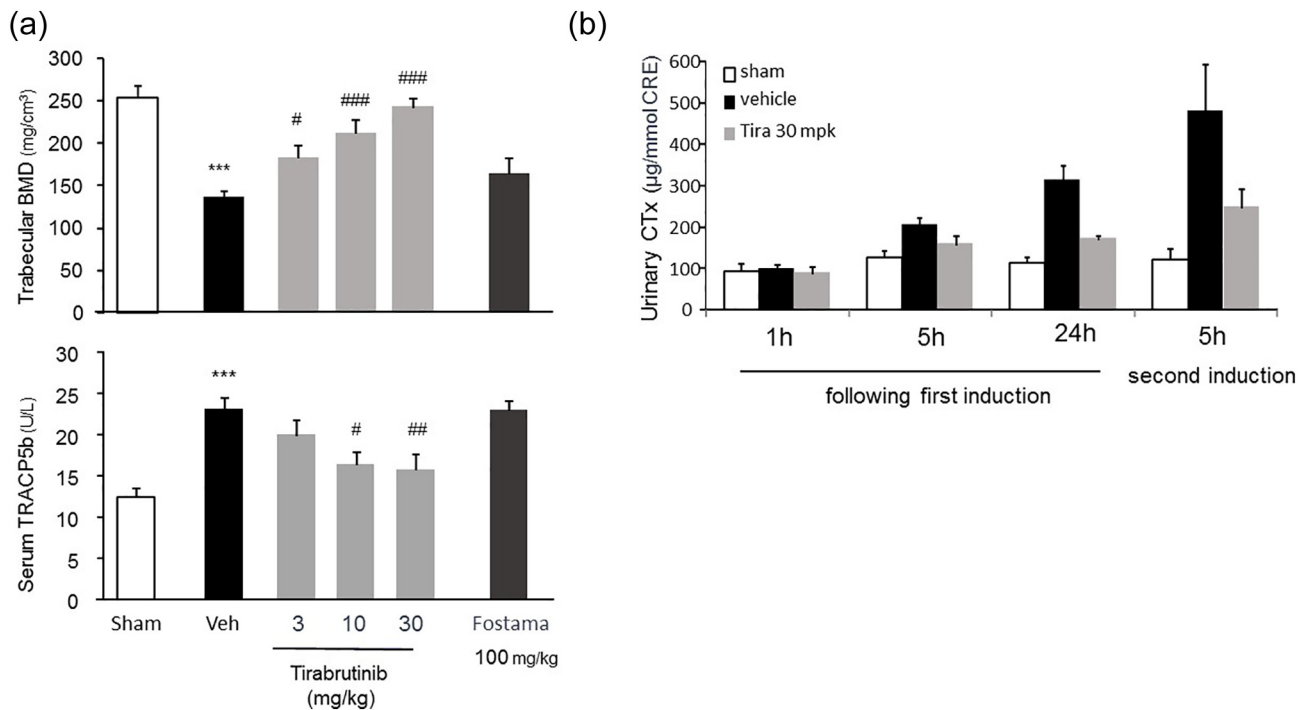 (a)
Trabecular BMD (mg/cm³)
300
250
200
150
100
50
0
***
#
###
###
Serum TRACP5b (U/L)
30
25
20
15
10
5
0
***
#
##
Sham Veh 3 10 30 Fostama
100 mg/kg
Tirabrutinib
(mg/kg)
(b)
Urinary CTx (µg/mmol CRE)
600
500
400
300
200
100
0
sham
vehicle
Tira 30 mpk
1h 5h 24h 5h
following first induction
second induction